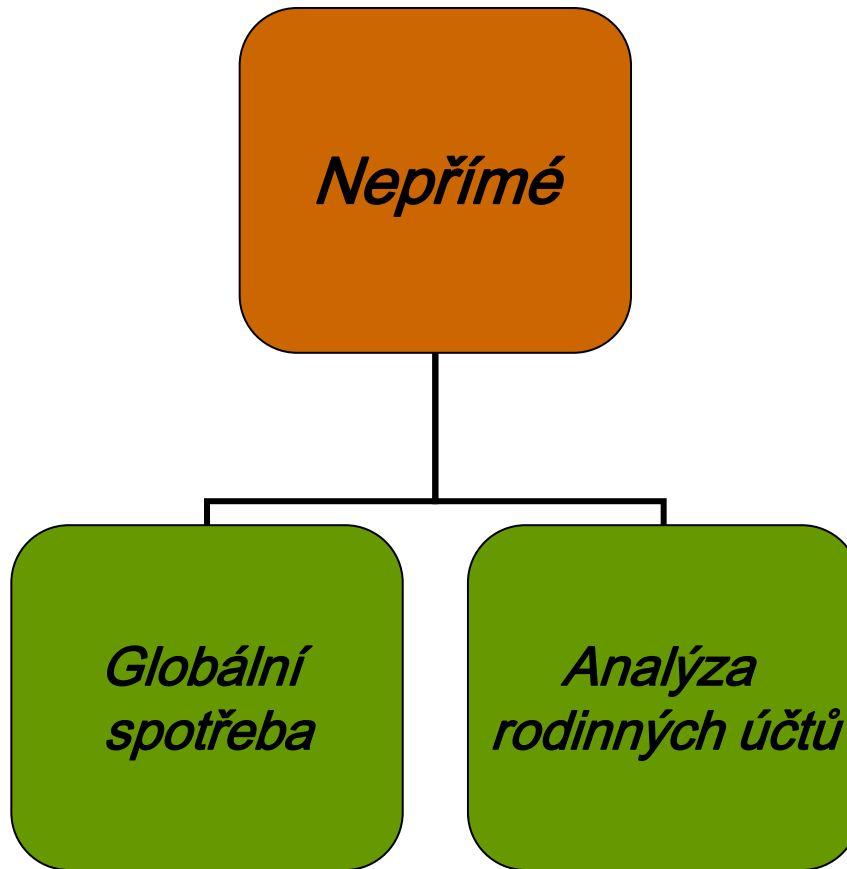 Nepřímé
Globální
spotřeba
Analýza
rodinných účtů